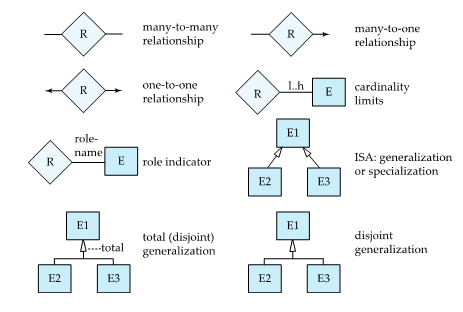 R
many-to-many
relationship
R
many-to-one
relationship
R
one-to-one
relationship
R
l..h
E
cardinality
limits
R
role-
name
E
role indicator
E1
E2
E3
ISA: generalization
or specialization
E1
total
E2
E3
total (disjoint)
generalization
E1
E2
E3
disjoint
generalization